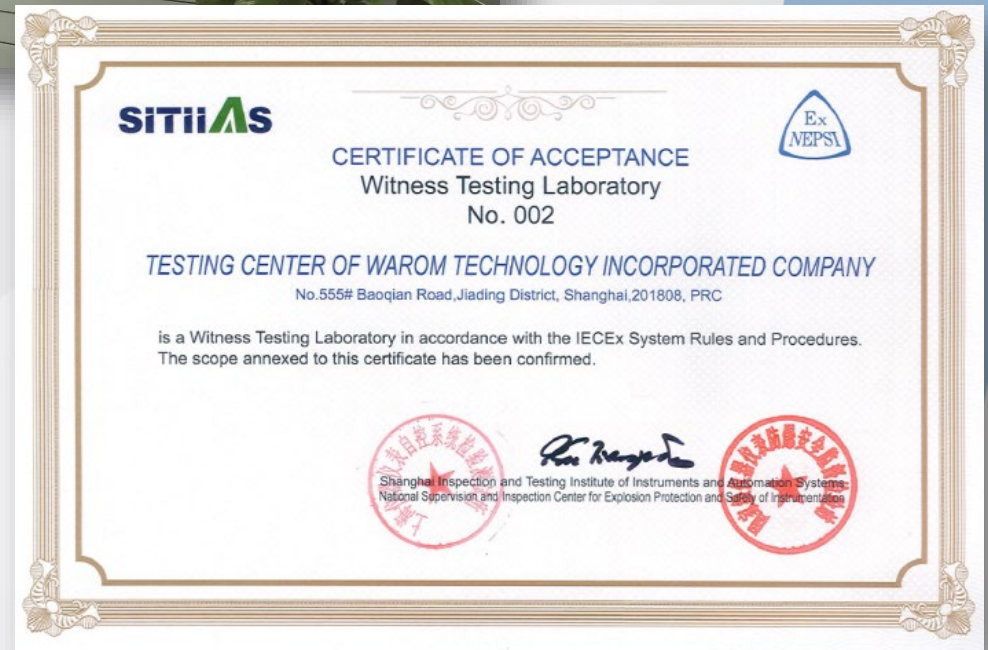 SiTiiAS
Ex
NEPSI
CERTIFICATE OF ACCEPTANCE
Witness Testing Laboratory
No. 002
TESTING CENTER OF WAROM TECHNOLOGY INCORPORATED COMPANY
No.555# Baoqian Road,Jiading District, Shanghai,201808, PRC
is a Witness Testing Laboratory in accordance with the IECEx System Rules and Procedures.
The scope annexed to this certificate has been confirmed.
Shanghai Inspection and Testing Institute of Instruments and Automation Systems
National Supervision and Inspection Center for Explosion Protection and Safety of Instrumentation